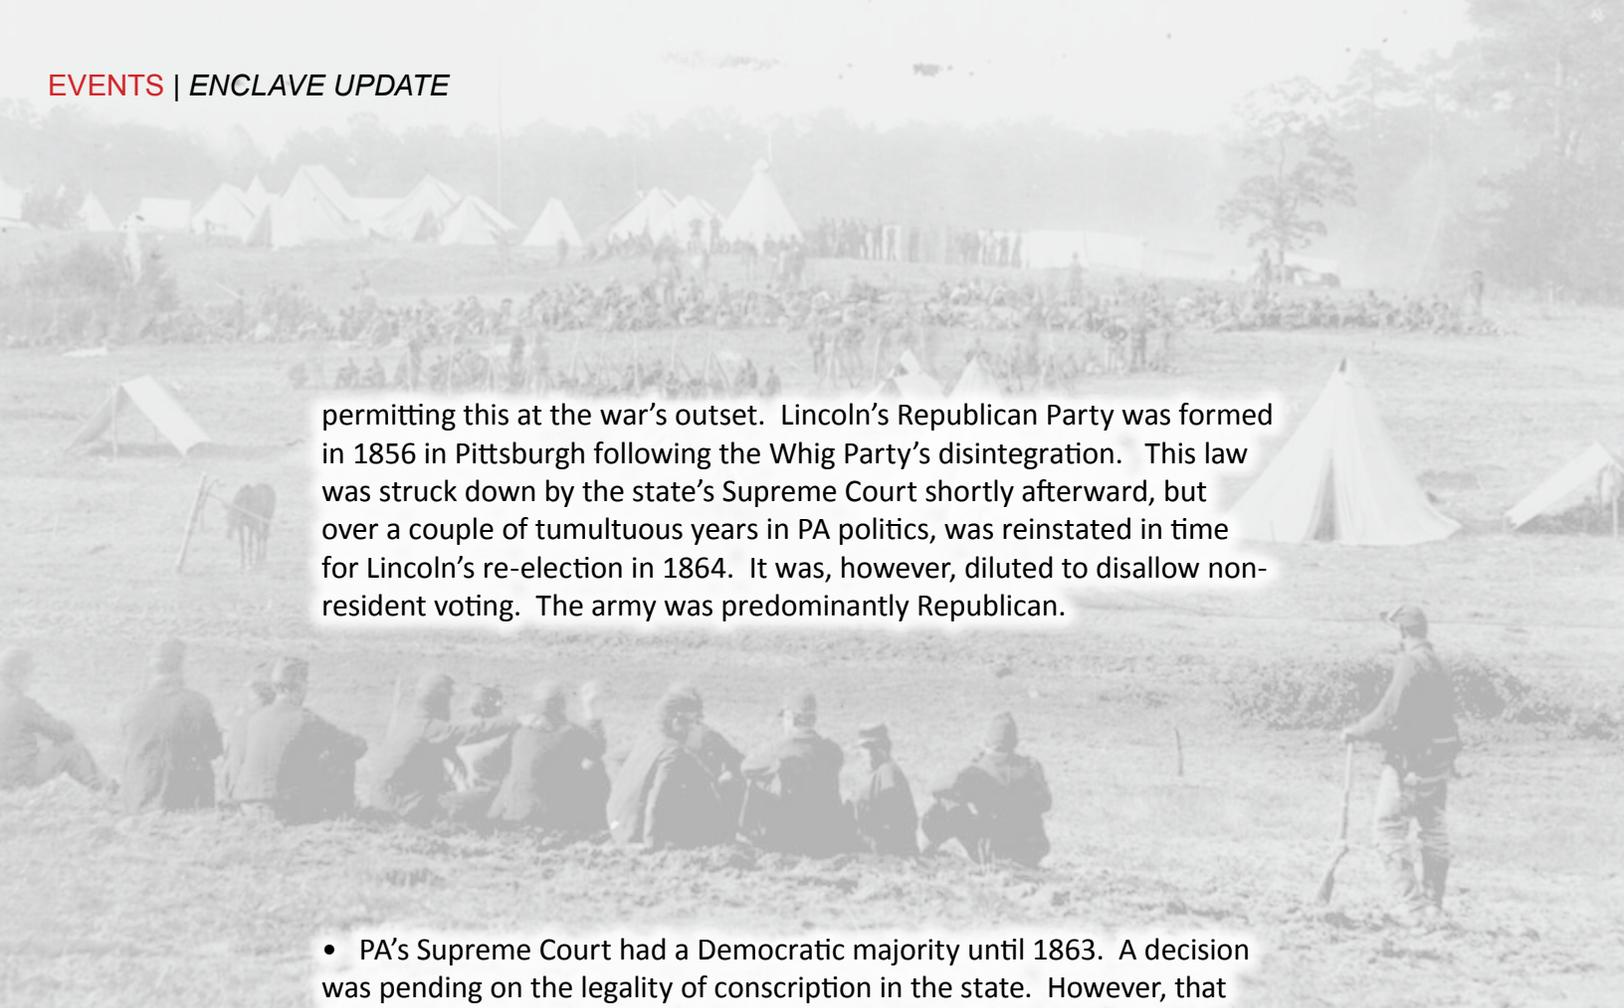 EVENTS | ENCLAVE UPDATE
permitting this at the war’s outset.  Lincoln’s Republican Party was formed
in 1856 in Pittsburgh following the Whig Party’s disintegration.   This law
was struck down by the state’s Supreme Court shortly afterward, but
over a couple of tumultuous years in PA politics, was reinstated in time
for Lincoln’s re-election in 1864.  It was, however, diluted to disallow non-
resident voting.  The army was predominantly Republican.
•   PA’s Supreme Court had a Democratic majority until 1863.  A decision
was pending on the legality of conscription in the state.  However, that